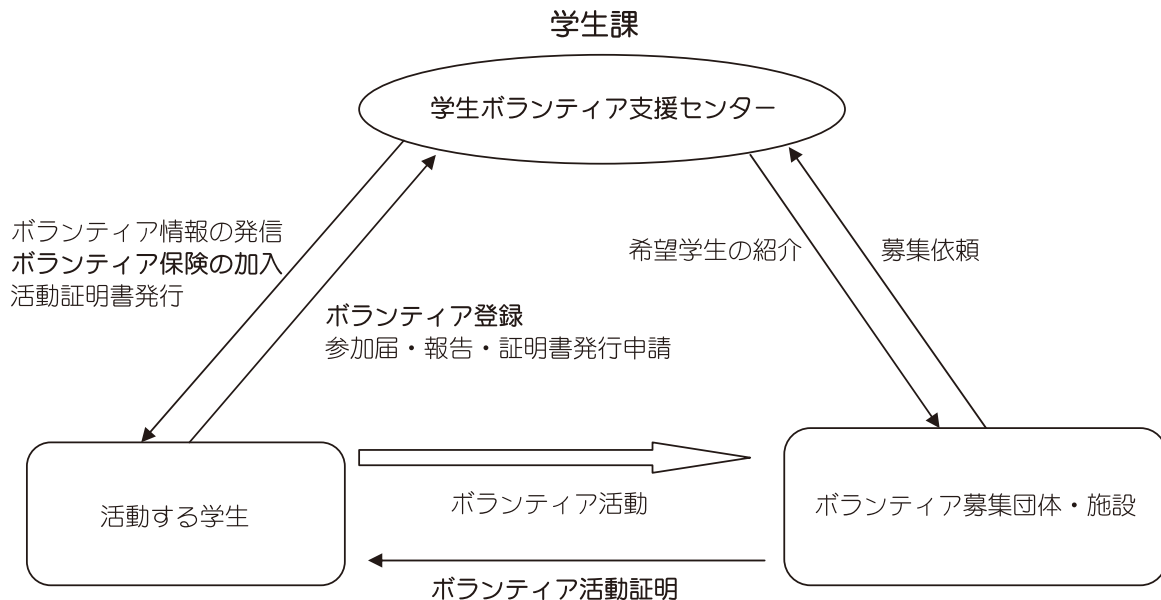 学生課
学生ボランティア支援センター
ボランティア情報の発信
ボランティア保険の加入
活動証明書発行
ボランティア登録
参加届・報告・証明書発行申請
希望学生の紹介
募集依頼
活動する学生
ボランティア活動
ボランティア募集団体・施設
ボランティア活動証明